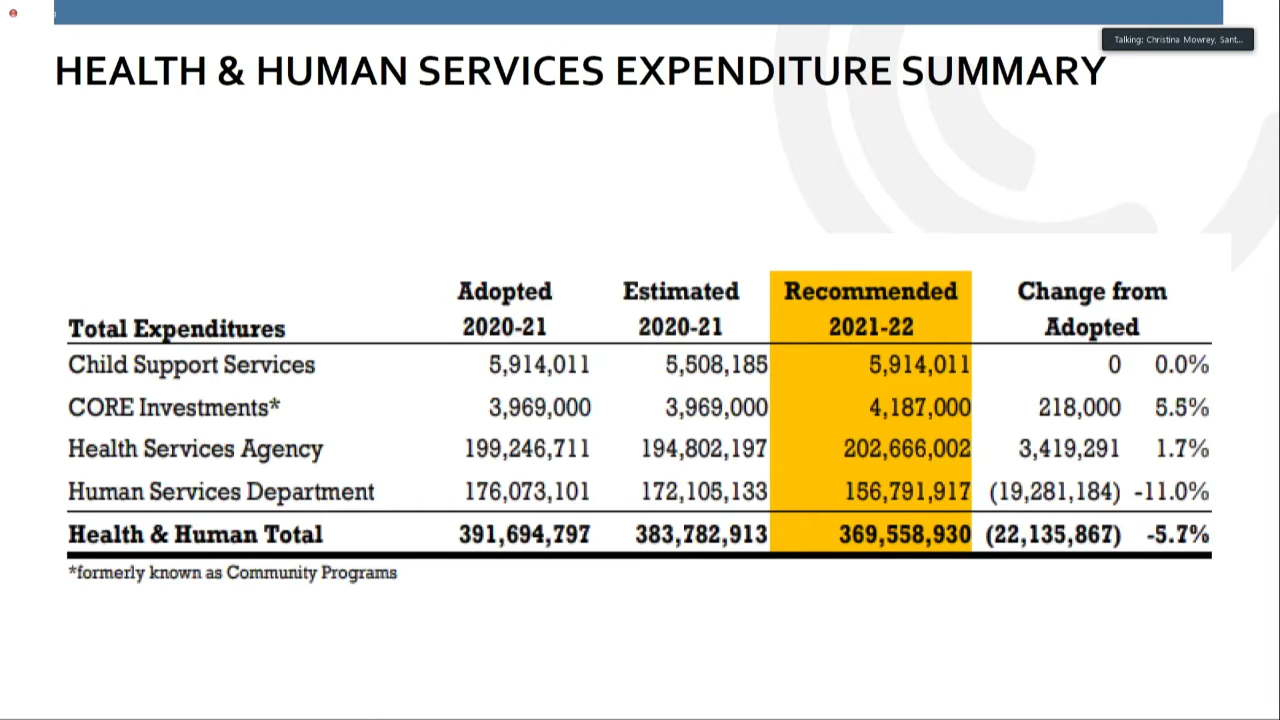 Talking: Christina Mowrey, Sant...
HEALTH & HUMAN SERVICES EXPENDITURE SUMMARY
Adopted Estimated Recommended Change from
Total Expenditures 2020-21 2020-21 2021-22 Adopted
Child Support Services 5,914,011 5,508,185 5,914,011 0 0.0%
CORE Investments* 3,969,000 3,969,000 4,187,000 218,000 5.5%
Health Services Agency 199,246,711 194,802,197 202,666,002 3,419,291 1.7%
Human Services Department 176,073,101 172,105,133 156,791,917 (19,281,184) -11.0%
Health & Human Total 391,694,797 383,782,913 369,558,930 (22,135,867) -5.7%
*formerly known as Community Programs